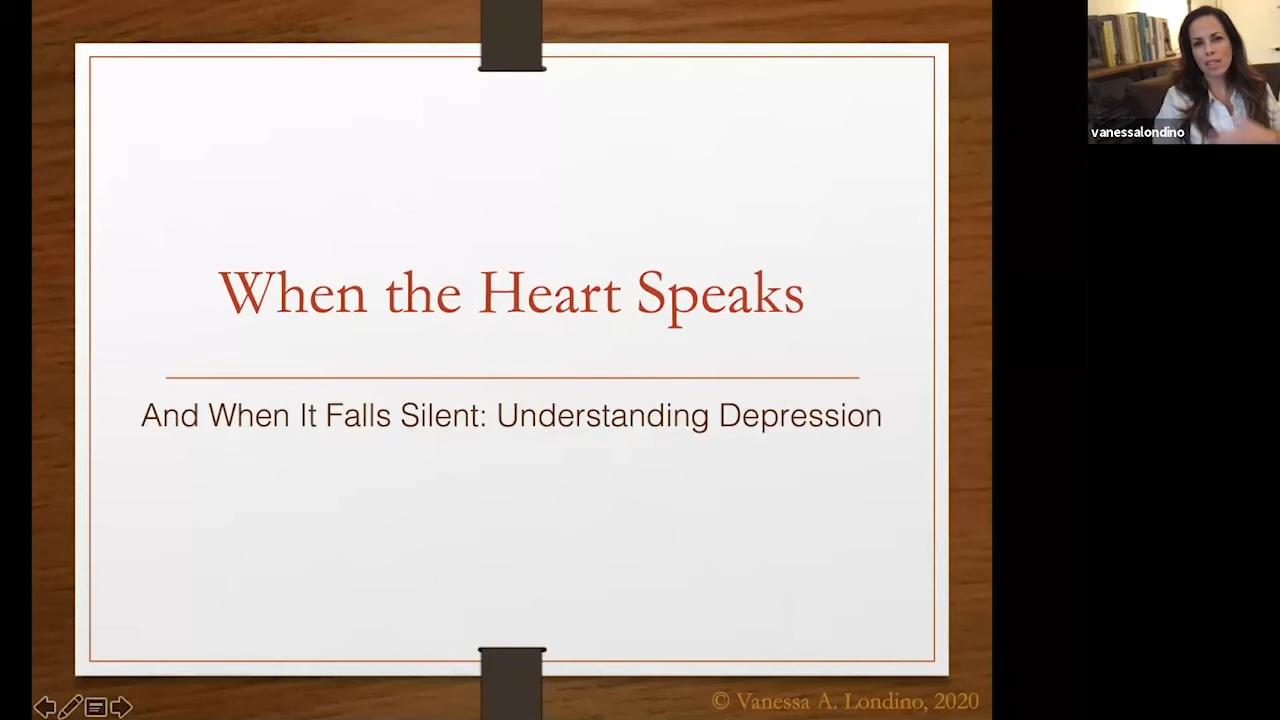 When the Heart Speaks
And When It Falls Silent: Understanding Depression
© Vanessa A. Londino, 2020
vanessalondino